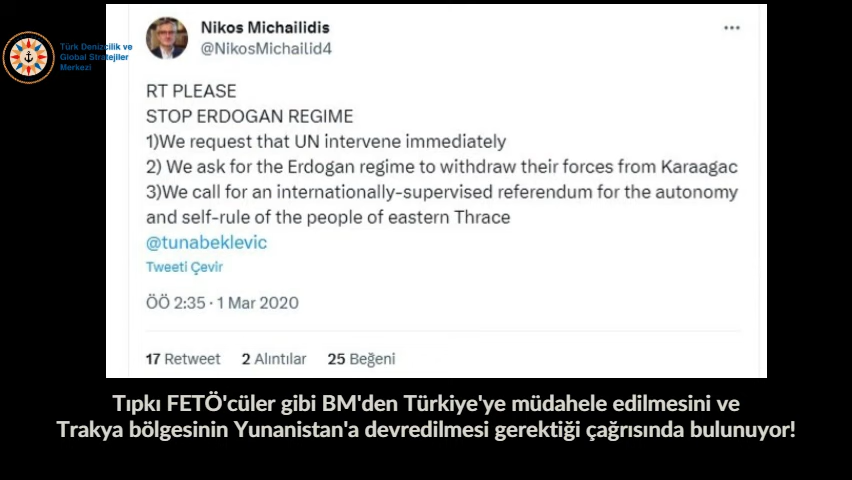 Nikos Michailidis
@NikosMichailid4
Türk Denizcilik ve
Global Stratejiler
Merkezi
RT PLEASE
STOP ERDOGAN REGIME
1)We request that UN intervene immediately
2) We ask for the Erdogan regime to withdraw their forces from Karaagac
3)We call for an internationally-supervised referendum for the autonomy
and self-rule of the people of eastern Thrace
@tunabeklevic
Tweeti Çevir
ÖÖ 2:35 · 1 Mar 2020
17 Retweet 2 Alıntılar 25 Beğeni
Tıpkı FETÖ'cüler gibi BM'den Türkiye'ye müdahele edilmesini ve
Trakya bölgesinin Yunanistan'a devredilmesi gerektiği çağrısında bulunuyor!